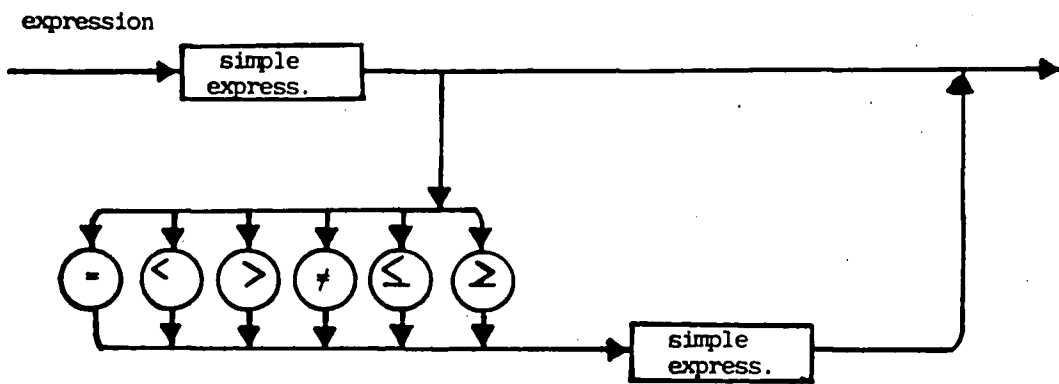 expression
simple
express.
= < > ≠ ≤ ≥
simple
express.